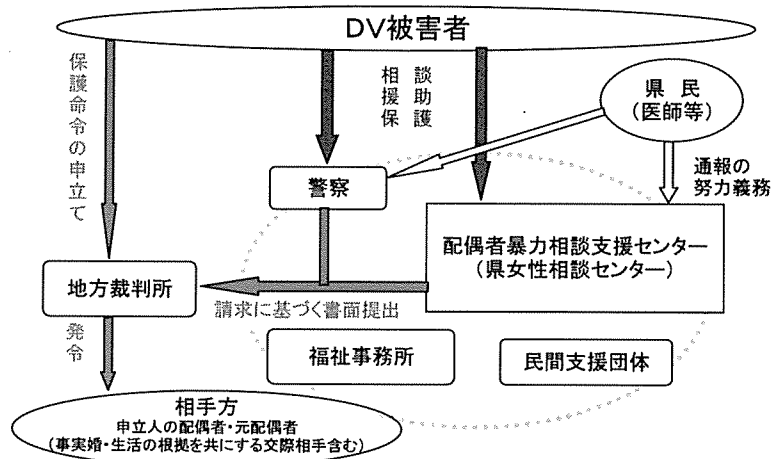 DV被害者
保護命令の申立て
相談
援助
保護
県民
(医師等)
通報の
努力義務
警察
配偶者暴力相談支援センター
(県女性相談センター)
地方裁判所
請求に基づく書面提出
発令
福祉事務所
民間支援団体
相手方
申立人の配偶者・元配偶者
(事実婚・生活の根拠を共にする交際相手含む)